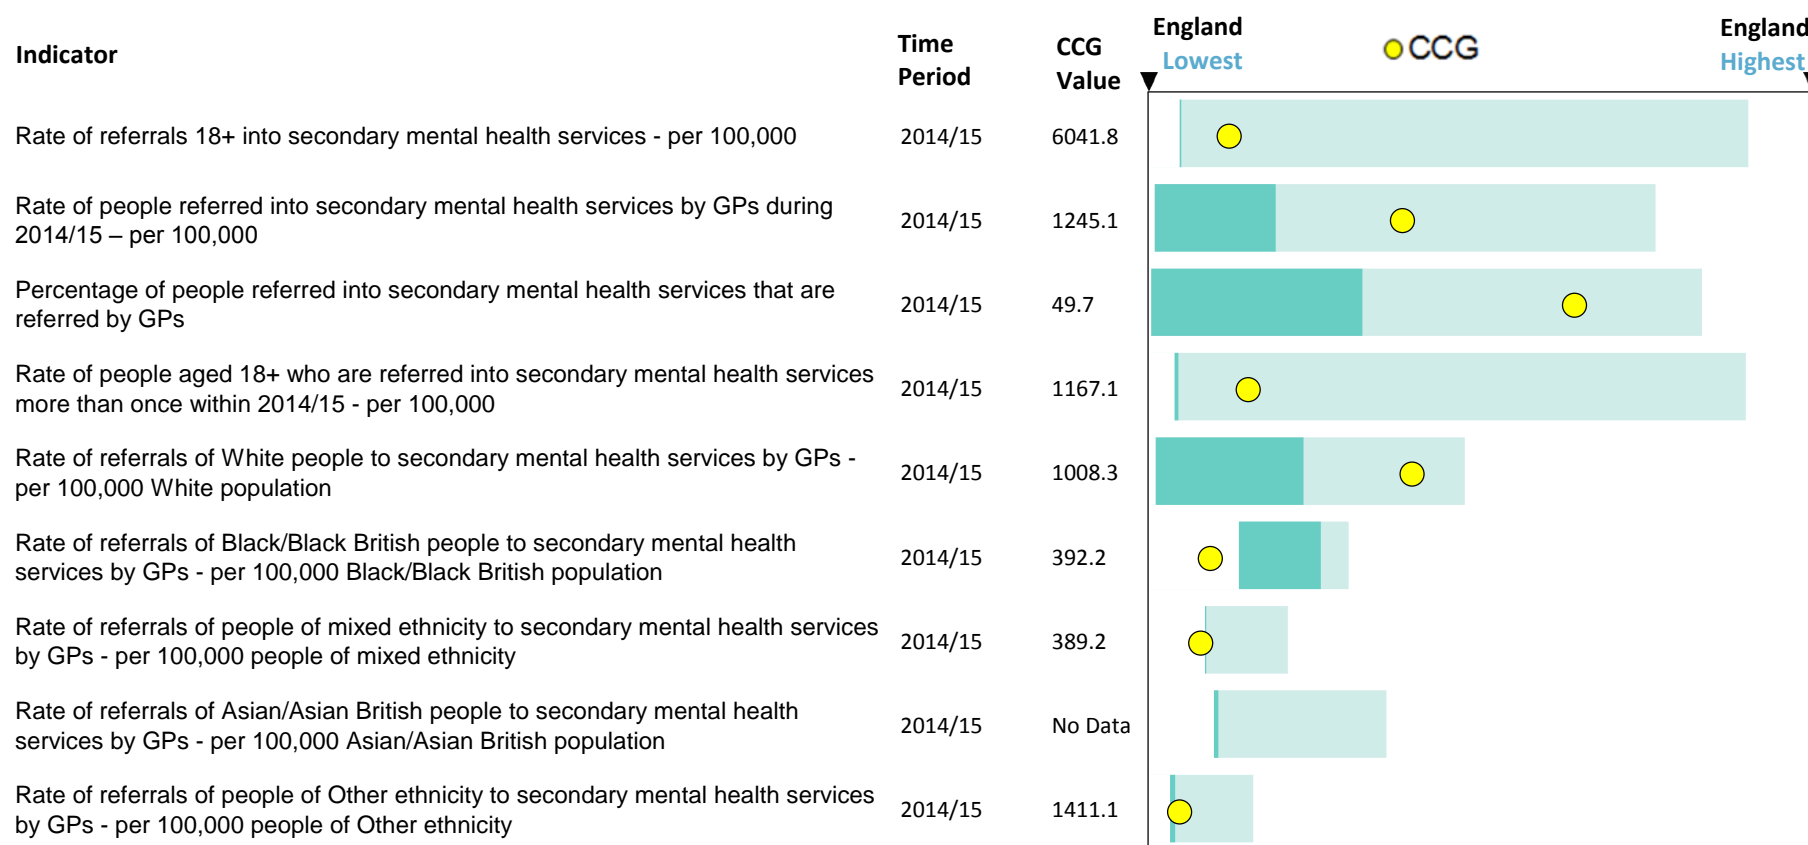 Indicator
Time
Period
CCG
Value
England
Lowest
CCG
England
Highest
Rate of referrals 18+ into secondary mental health services - per 100,000
2014/15
6041.8
Rate of people referred into secondary mental health services by GPs during
2014/15 – per 100,000
2014/15
1245.1
Percentage of people referred into secondary mental health services that are
referred by GPs
2014/15
49.7
Rate of people aged 18+ who are referred into secondary mental health services
more than once within 2014/15 - per 100,000
2014/15
1167.1
Rate of referrals of White people to secondary mental health services by GPs -
per 100,000 White population
2014/15
1008.3
Rate of referrals of Black/Black British people to secondary mental health
services by GPs - per 100,000 Black/Black British population
2014/15
392.2
Rate of referrals of people of mixed ethnicity to secondary mental health services
by GPs - per 100,000 people of mixed ethnicity
2014/15
389.2
Rate of referrals of Asian/Asian British people to secondary mental health
services by GPs - per 100,000 Asian/Asian British population
2014/15
No Data
Rate of referrals of people of Other ethnicity to secondary mental health services
by GPs - per 100,000 people of Other ethnicity
2014/15
1411.1